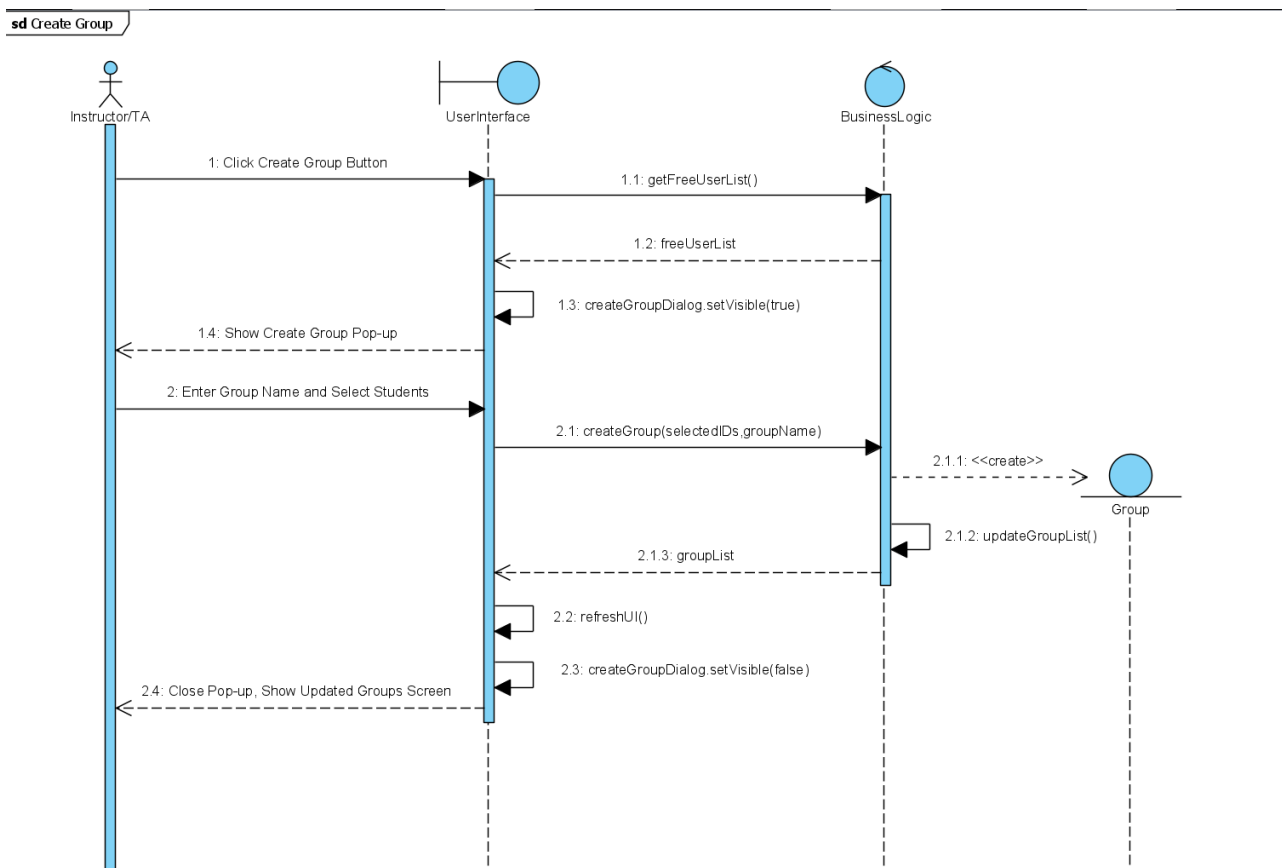 sd Create Group
Instructor/TA
UserInterface
BusinessLogic
1: Click Create Group Button
1.1: getFreeUserList()
1.2: freeUserList
1.3: createGroupDialog.setVisible(true)
1.4: Show Create Group Pop-up
2: Enter Group Name and Select Students
2.1: createGroup(selectedIDs,groupName)
2.1.1: <<create>>
Group
2.1.2: updateGroupList()
2.1.3: groupList
2.2: refreshUI()
2.3: createGroupDialog.setVisible(false)
2.4: Close Pop-up, Show Updated Groups Screen